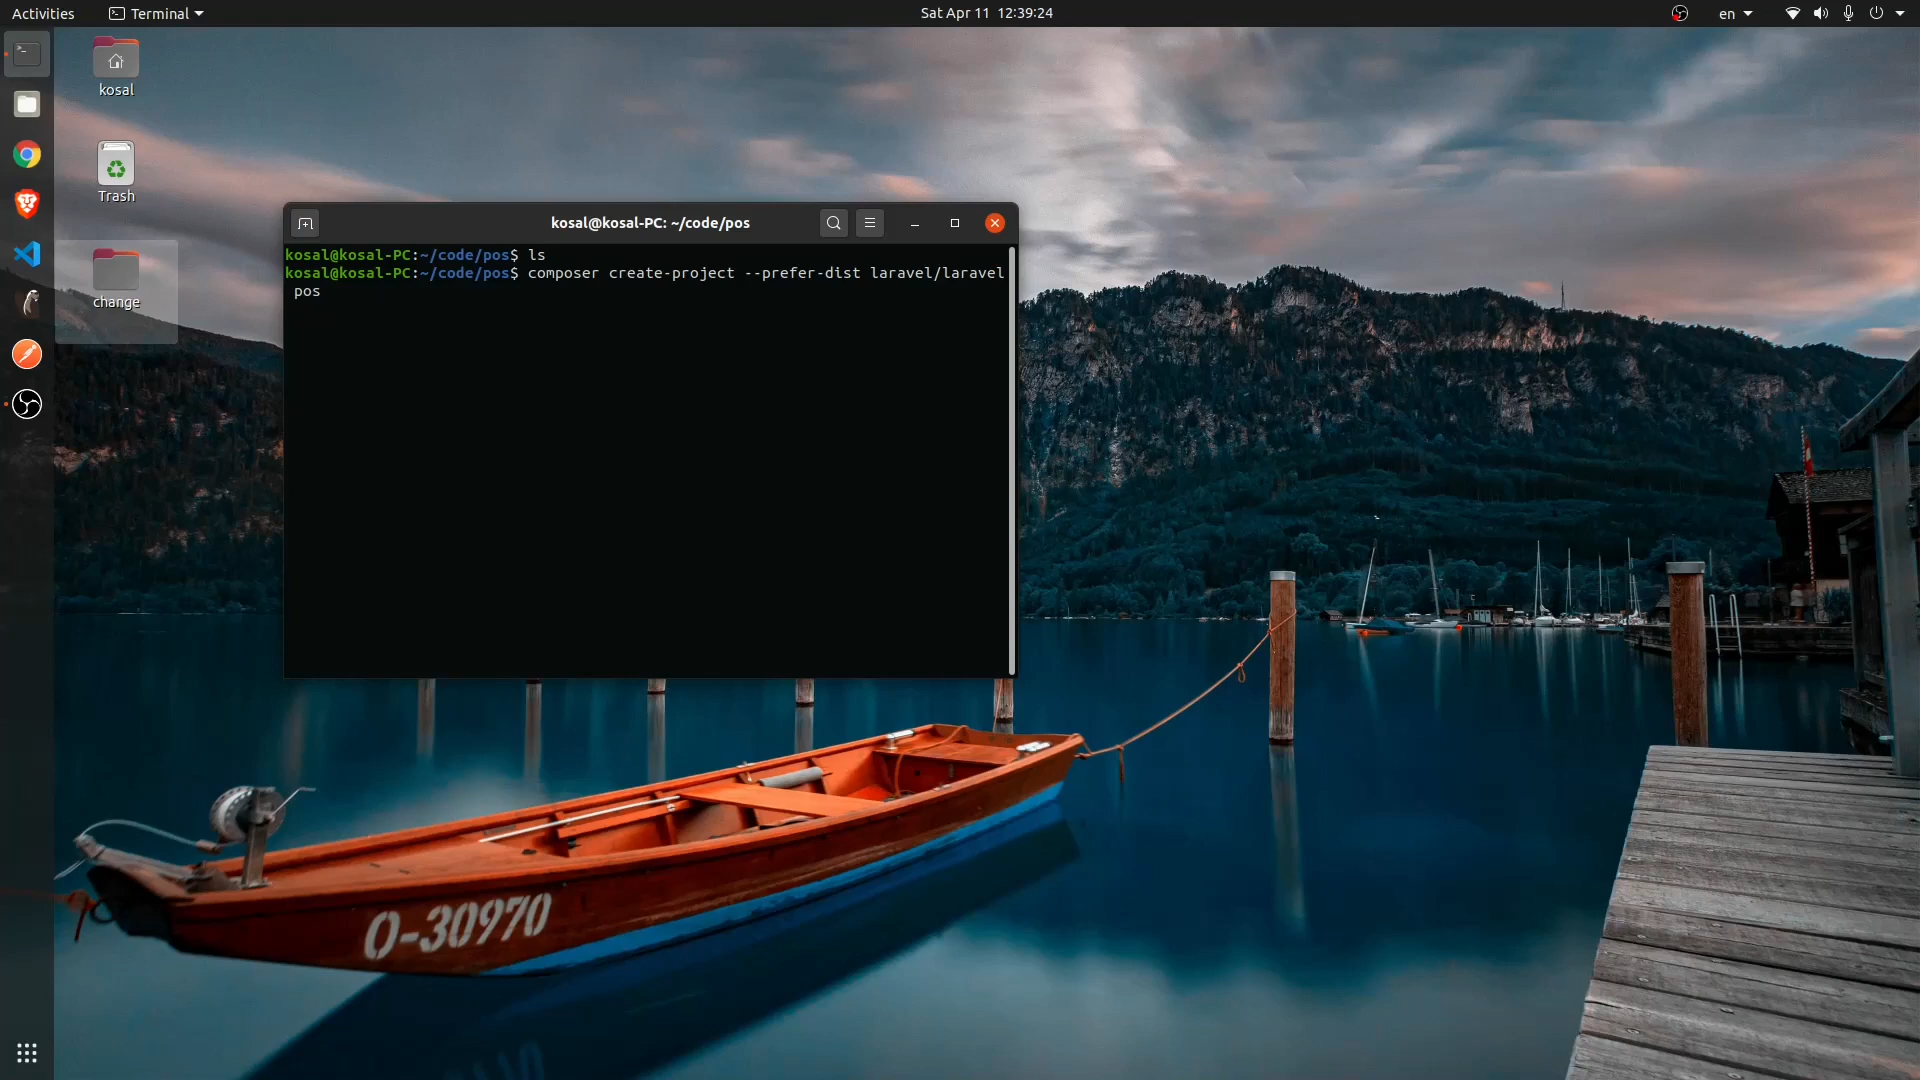 Activities
Terminal
Sat Apr 11 12:39:24
en
kosal
Trash
change
kosal@kosal-PC: ~/code/pos
kosal@kosal-PC:~/code/pos$ ls
kosal@kosal-PC:~/code/pos$ composer create-project --prefer-dist laravel/laravel
pos
O-30970